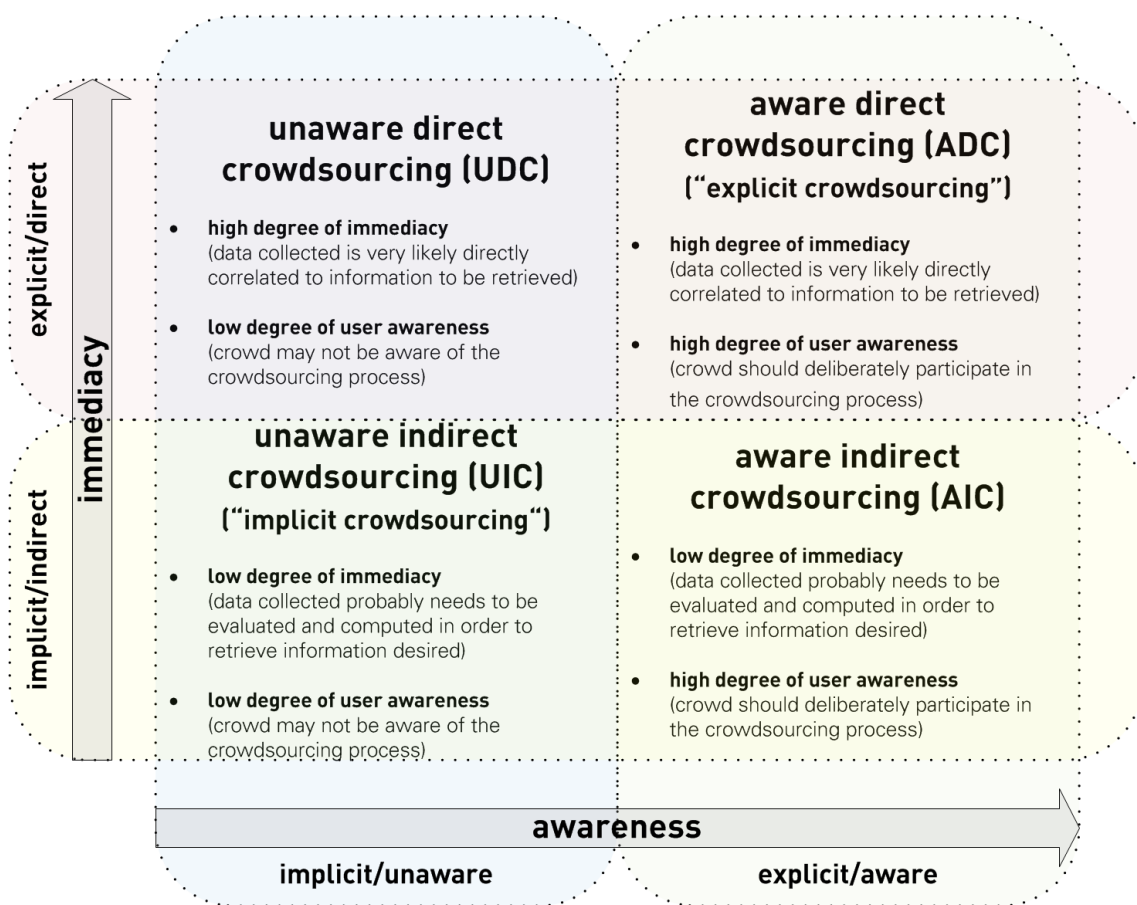 explicit/direct
implicit/indirect
immediacy
unaware direct
crowdsourcing (UDC)
• high degree of immediacy
(data collected is very likely directly
correlated to information to be retrieved)
• low degree of user awareness
(crowd may not be aware of the
crowdsourcing process)
aware direct
crowdsourcing (ADC)
(“explicit crowdsourcing”)
• high degree of immediacy
(data collected is very likely directly
correlated to information to be retrieved)
• high degree of user awareness
(crowd should deliberately participate in
the crowdsourcing process)
unaware indirect
crowdsourcing (UIC)
(“implicit crowdsourcing“)
• low degree of immediacy
(data collected probably needs to be
evaluated and computed in order to
retrieve information desired)
• low degree of user awareness
(crowd may not be aware of the
crowdsourcing process)
aware indirect
crowdsourcing (AIC)
• low degree of immediacy
(data collected probably needs to be
evaluated and computed in order to
retrieve information desired)
• high degree of user awareness
(crowd should deliberately participate in
the crowdsourcing process)
awareness
implicit/unaware
explicit/aware